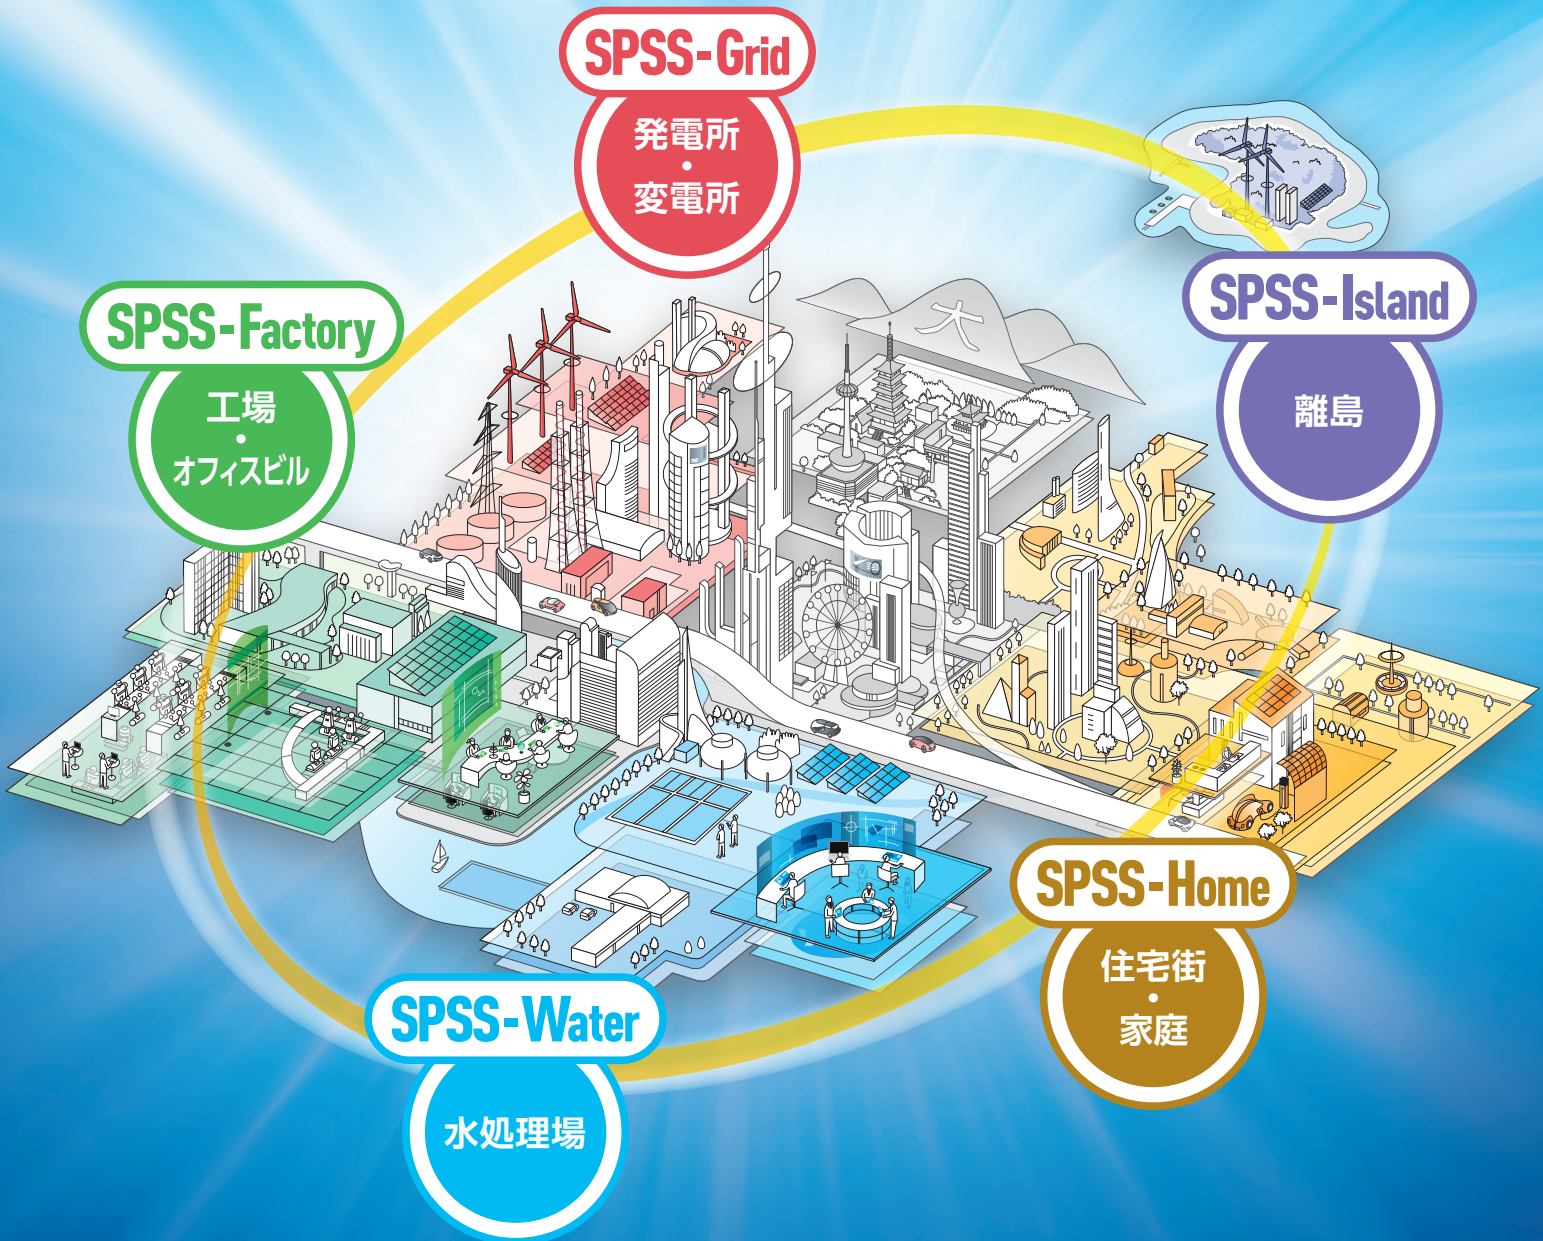 SPSS-Grid
発電所
・
変電所
SPSS-Factory
工場
・
オフィスビル
SPSS-Island
離島
大
SPSS-Home
住宅街
・
家庭
SPSS-Water
水処理場